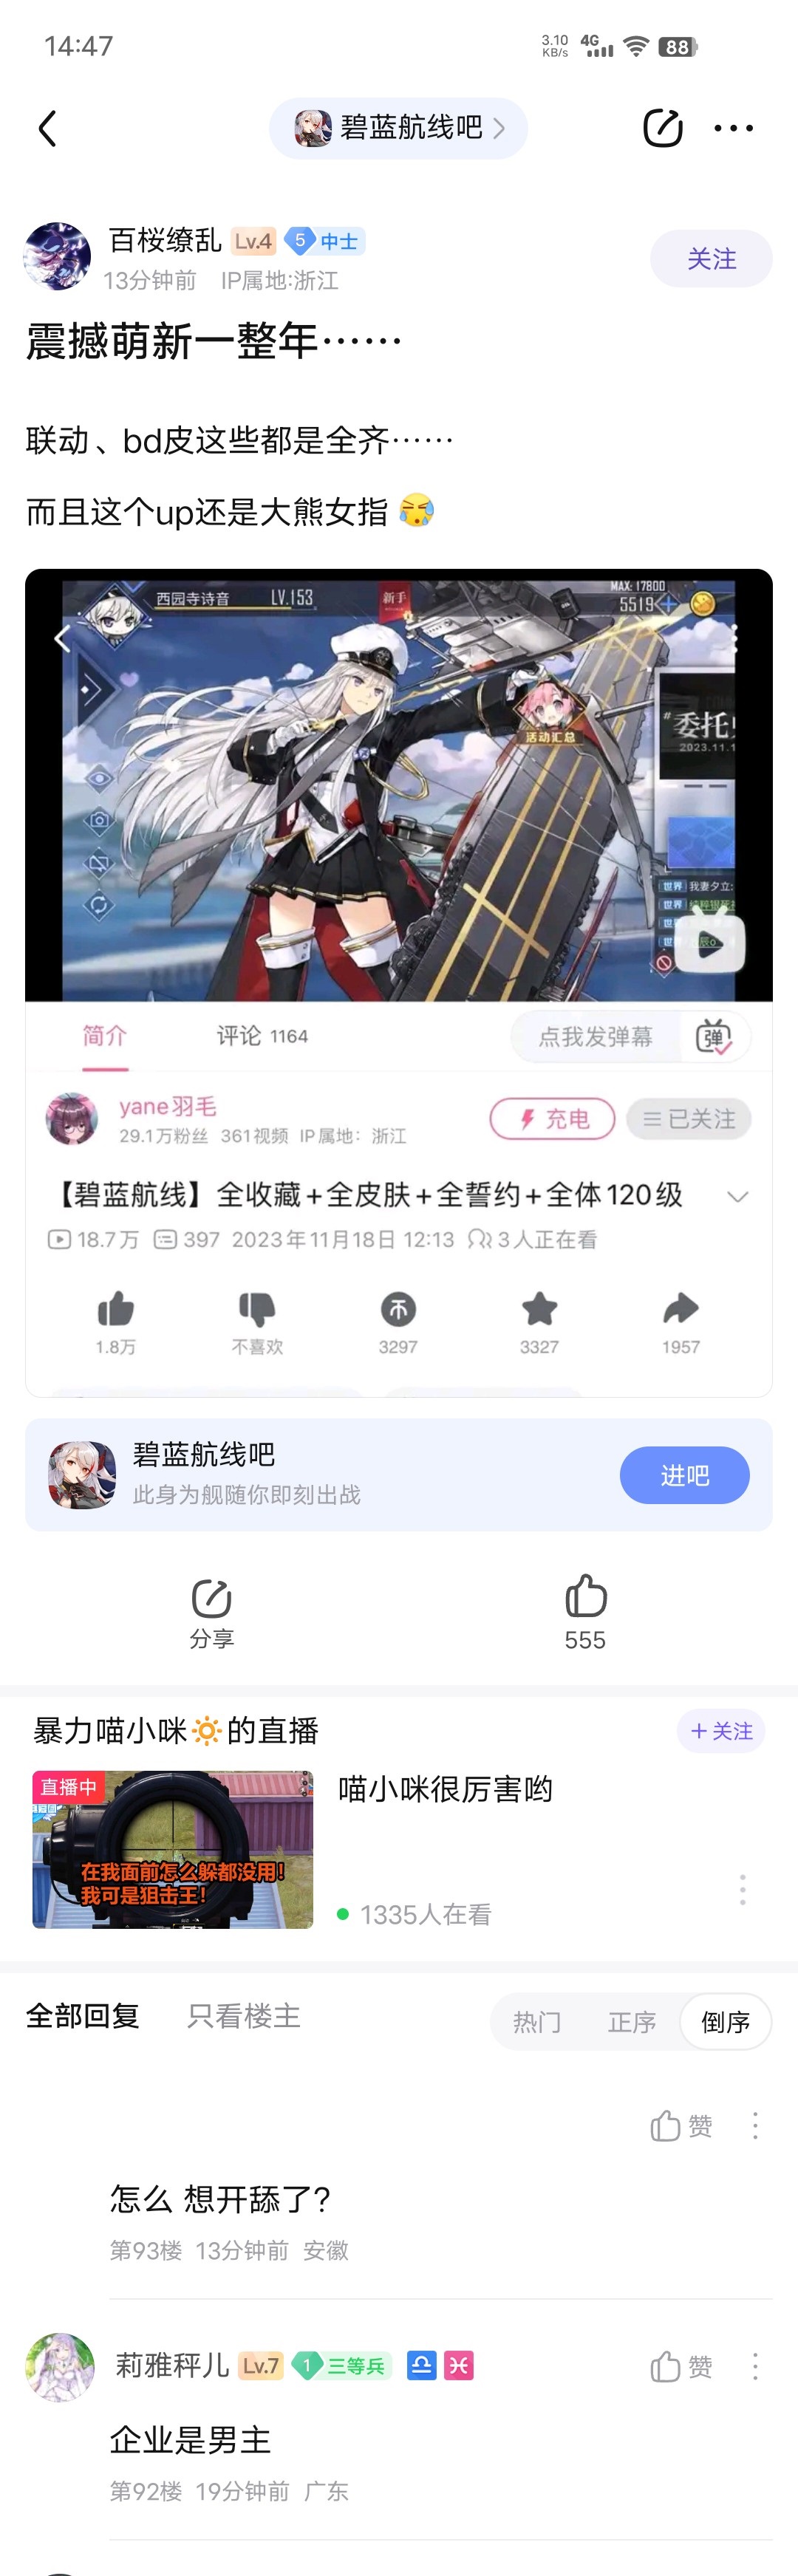 14:47
3.10
KB/s
4G
88
碧蓝航线吧
百桜缭乱 Lv.4 5 中士
13分钟前 IP属地:浙江
关注
震撼萌新一整年……
联动、bd皮这些都是全齐……
而且这个up还是大熊女指
西园寺诗音 LV.153
新手
MAX: 17800
5519
活动汇总
2023.11.1
世界 我妻夕立:
世界
简介
评论 1164
点我发弹幕
弹
yane羽毛
29.1万粉丝 361视频 IP属地: 浙江
充电
已关注
【碧蓝航线】全收藏+全皮肤+全誓约+全体120级
18.7万 397 2023年11月18日 12:13 3人正在看
1.8万
不喜欢
3297
3327
1957
碧蓝航线吧
此身为舰随你即刻出战
进吧
分享
555
暴力喵小咪🔆的直播
+关注
直播中
在我面前怎么躲都没用!
我可是狙击王!
喵小咪很厉害哟
1335人在看
全部回复
只看楼主
热门
正序
倒序
赞
怎么 想开舔了?
第93楼 13分钟前 安徽
莉雅秤儿 Lv.7 1 三等兵 ♎ ♓
赞
企业是男主
第92楼 19分钟前 广东